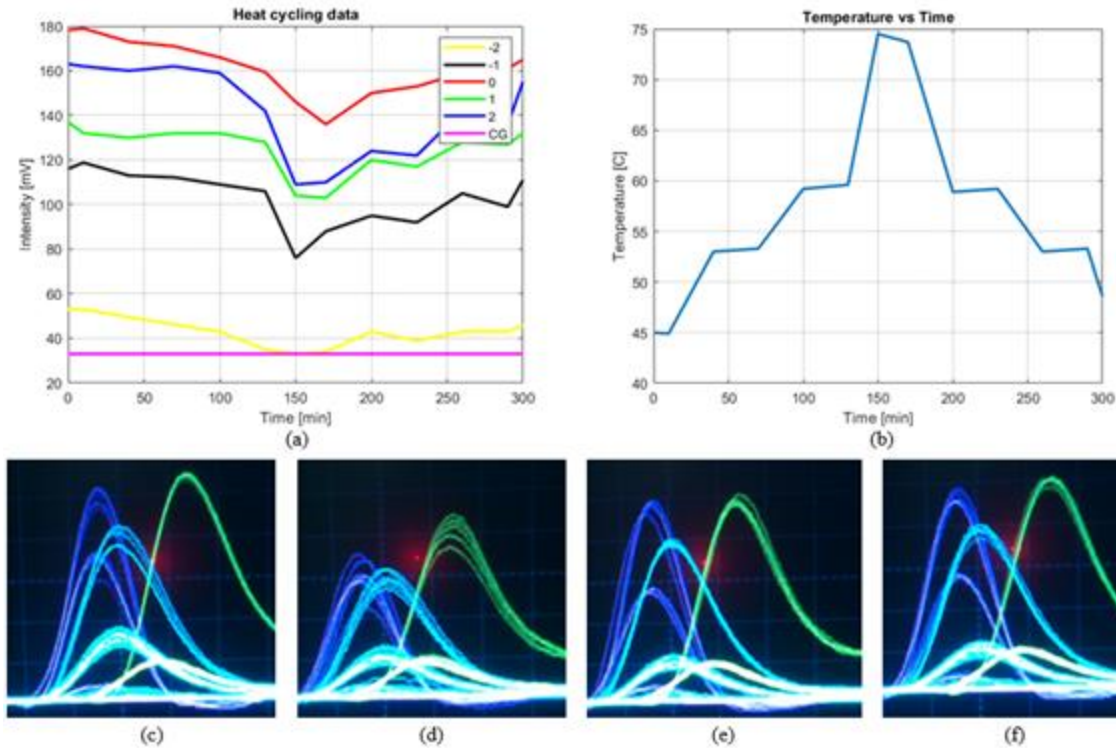 Heat cycling data
180
160
140
120
100
80
60
40
20
Intensity [mV]
-2
-1
0
1
2
CG
0 50 100 150 200 250 300
Time [min]
(a)
Temperature vs Time
75
70
65
60
55
50
45
40
Temperature [C]
0 50 100 150 200 250 300
Time [min]
(b)
(c) (d) (e) (f)